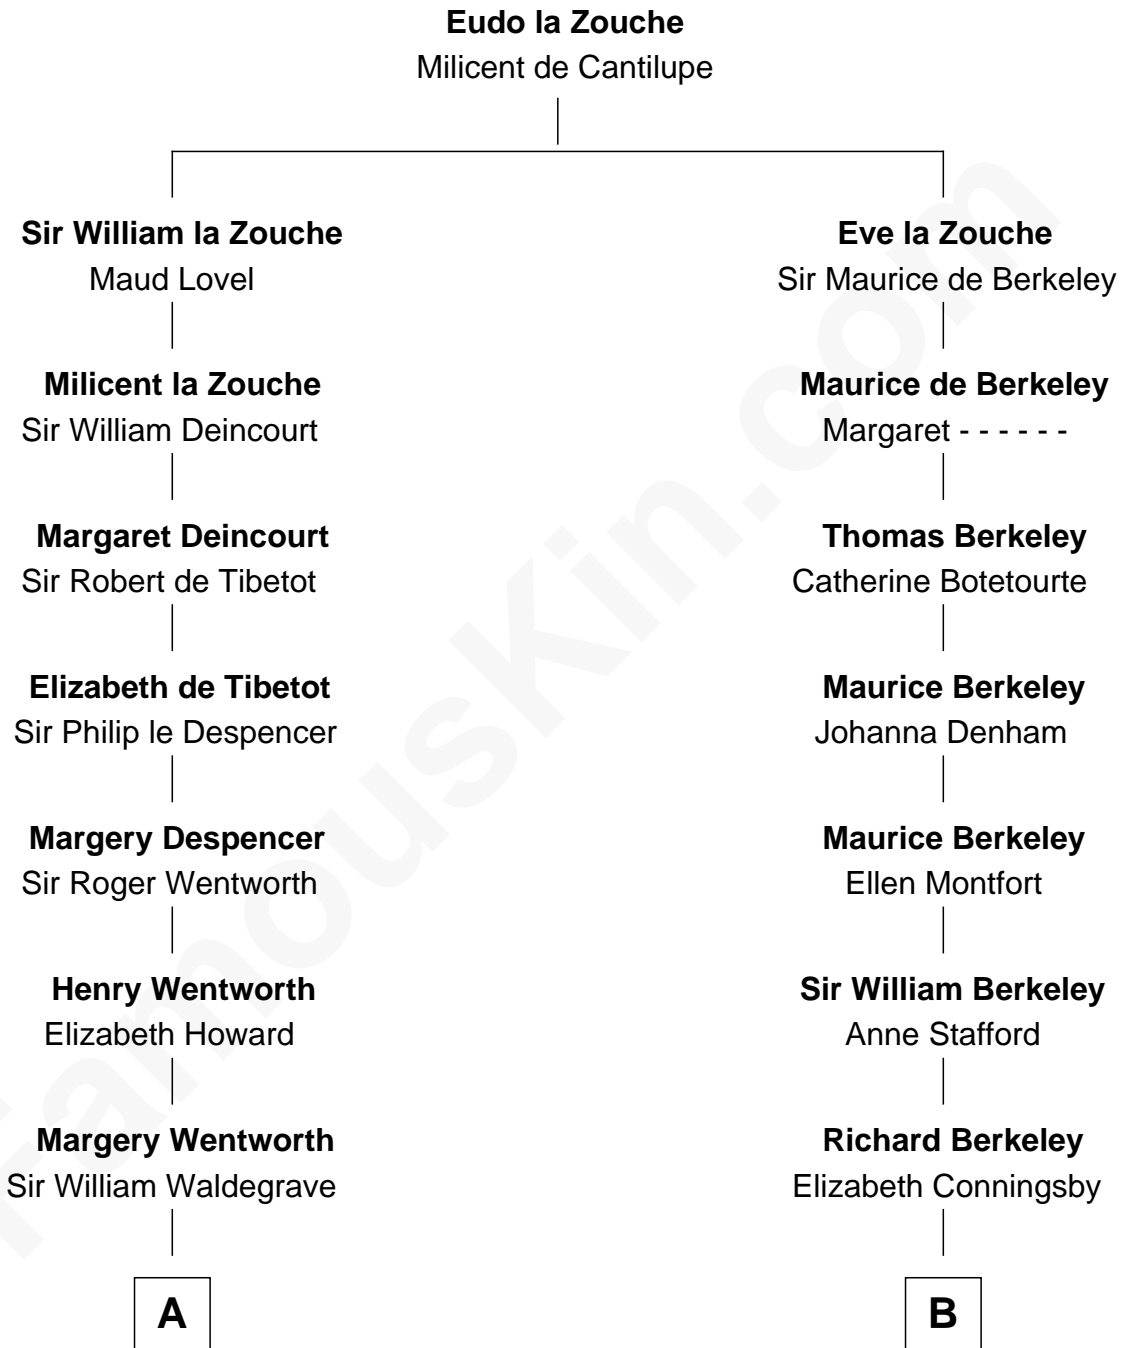 Eudo la Zouche
Milicent de Cantilupe
Sir William la Zouche
Maud Lovel
Milicent la Zouche
Sir William Deincourt
Margaret Deincourt
Sir Robert de Tibetot
Elizabeth de Tibetot
Sir Philip le Despencer
Margery Despencer
Sir Roger Wentworth
Henry Wentworth
Elizabeth Howard
Margery Wentworth
Sir William Waldegrave
A
Eve la Zouche
Sir Maurice de Berkeley
Maurice de Berkeley
Margaret - - - - - -
Thomas Berkeley
Catherine Botetourte
Maurice Berkeley
Johanna Denham
Maurice Berkeley
Ellen Montfort
Sir William Berkeley
Anne Stafford
Richard Berkeley
Elizabeth Conningsby
B
FamousKin.com